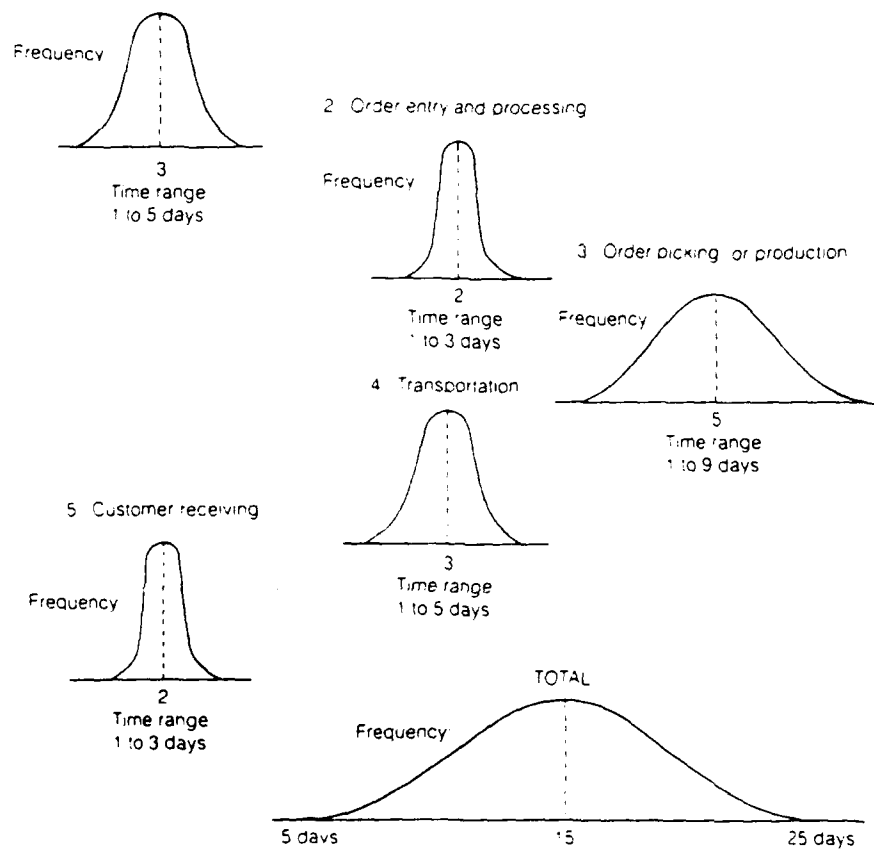 Frequency
3
Time range
1 to 5 days
2 Order entry and processing
Frequency
2
Time range
1 to 3 days
3 Order picking or production
Frequency
5
Time range
1 to 9 days
4 Transportation
3
Time range
1 to 5 days
5 Customer receiving
Frequency
2
Time range
1 to 3 days
TOTAL
Frequency
5 days
15
25 days